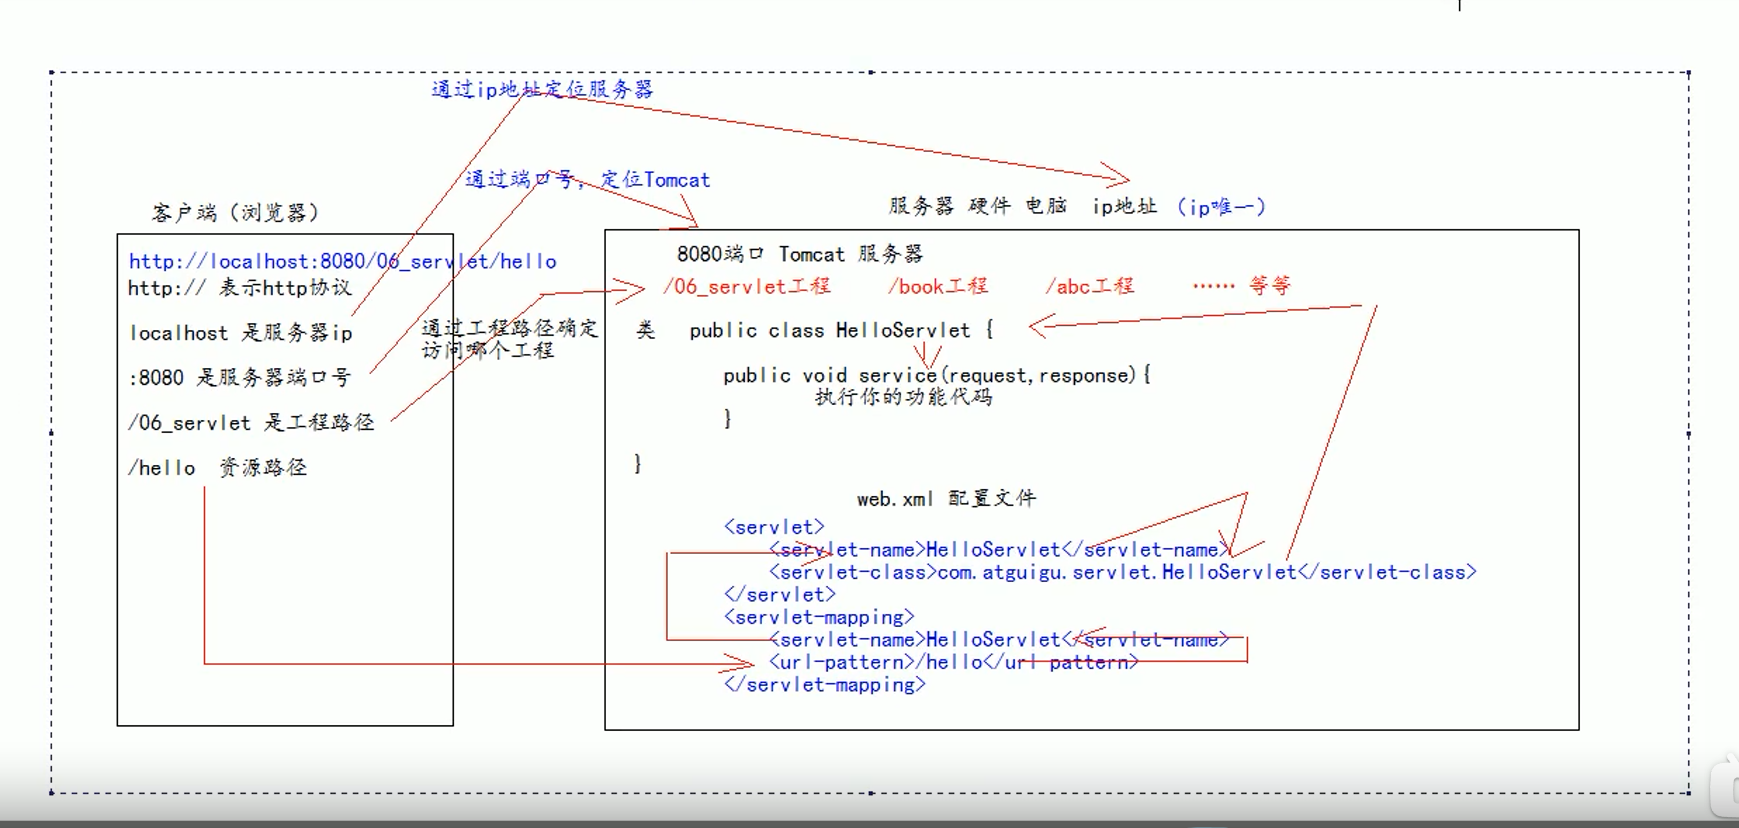 通过ip地址定位服务器
通过端口号，定位Tomcat
客户端（浏览器）
服务器 硬件 电脑 ip地址 （ip唯一）
http://localhost:8080/06_servlet/hello
http:// 表示http协议
localhost 是服务器ip
:8080 是服务器端口号
/06_servlet 是工程路径
/hello 资源路径
通过工程路径确定
访问哪个工程
8080端口 Tomcat 服务器
/06_servlet工程 /book工程 /abc工程 …… 等等
类 public class HelloServlet {
public void service(request,response){
执行你的功能代码
}
}
web.xml 配置文件
<servlet>
<servlet-name>HelloServlet</servlet-name>
<servlet-class>com.atguigu.servlet.HelloServlet</servlet-class>
</servlet>
<servlet-mapping>
<servlet-name>HelloServlet</servlet-name>
<url-pattern>/hello</url-pattern>
</servlet-mapping>